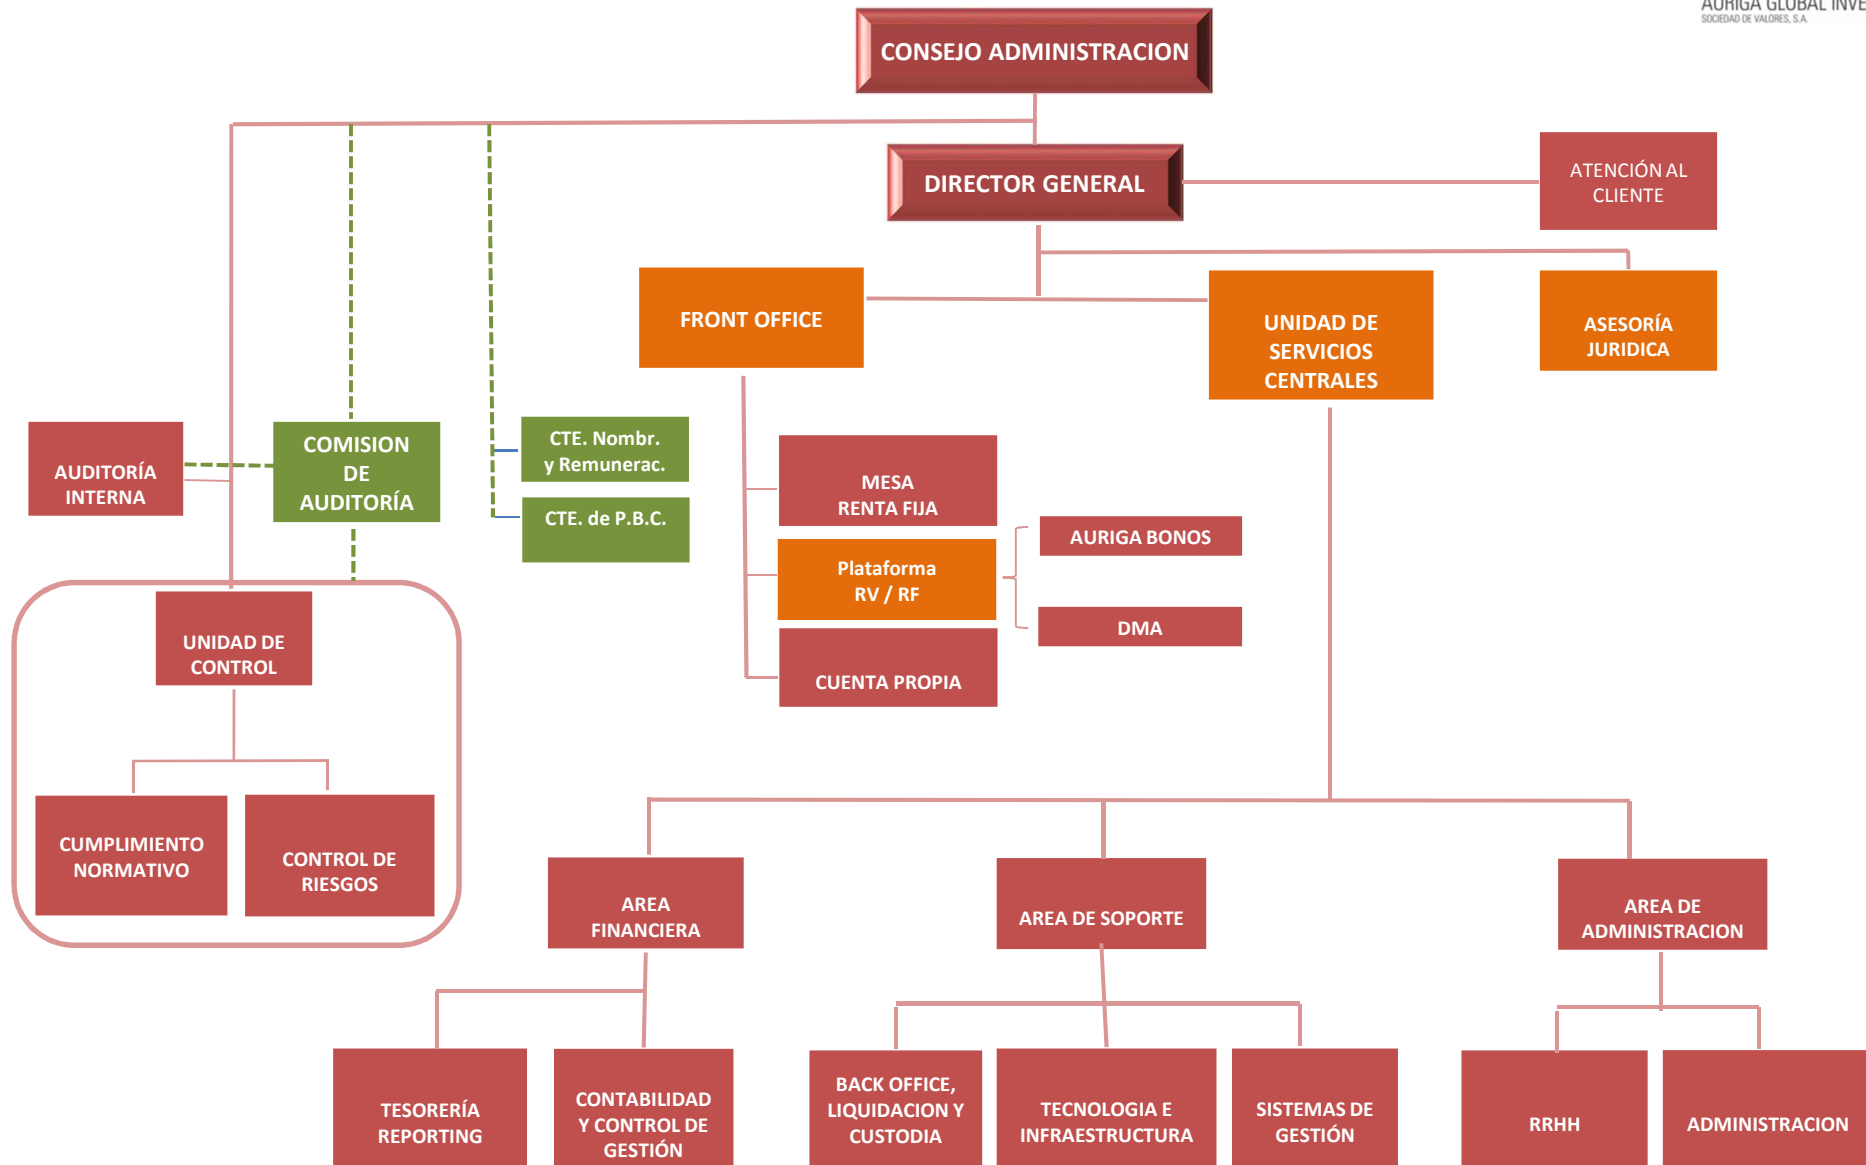 AURIGA GLOBAL INVE
SOCIEDAD DE VALORES, S.A.
CONSEJO ADMINISTRACION
DIRECTOR GENERAL
ATENCIÓN AL
CLIENTE
FRONT OFFICE
UNIDAD DE
SERVICIOS
CENTRALES
ASESORÍA
JURIDICA
AUDITORÍA
INTERNA
COMISION
DE
AUDITORÍA
CTE. Nombr.
y Remunerac.
CTE. de P.B.C.
MESA
RENTA FIJA
Plataforma
RV / RF
CUENTA PROPIA
AURIGA BONOS
DMA
UNIDAD DE
CONTROL
CUMPLIMIENTO
NORMATIVO
CONTROL DE
RIESGOS
AREA
FINANCIERA
AREA DE SOPORTE
AREA DE
ADMINISTRACION
TESORERÍA
REPORTING
CONTABILIDAD
Y CONTROL DE
GESTIÓN
BACK OFFICE,
LIQUIDACION Y
CUSTODIA
TECNOLOGIA E
INFRAESTRUCTURA
SISTEMAS DE
GESTIÓN
RRHH
ADMINISTRACION